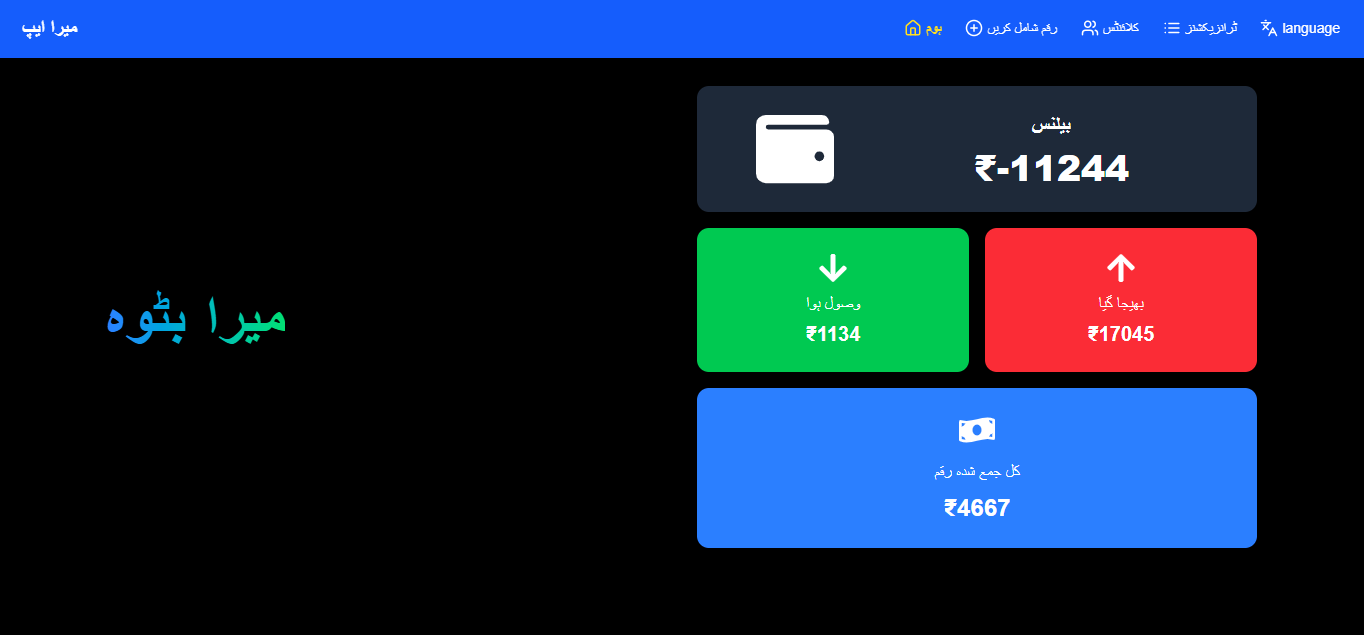 میرا ایپ
ہوم
رقم شامل کریں
کلائنٹس
ٹرانزیکشنز
language
میرا بٹوہ
بیلنس
₹-11244
وصول ہوا
₹1134
بھیجا گیا
₹17045
کل جمع شدہ رقم
₹4667